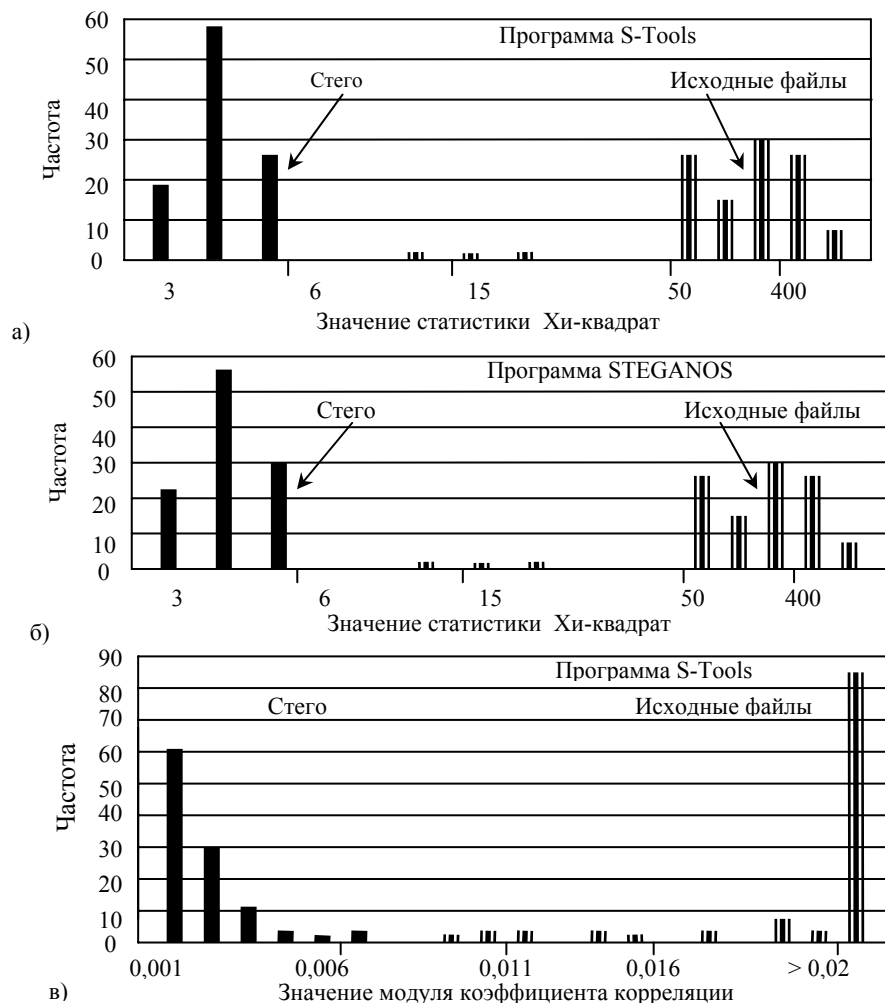 60
50
40
30
20
10
0
Частота
Программа S-Tools
Стего
Исходные файлы
3 6 15 50 400
Значение статистики Хи-квадрат
а)
60
50
40
30
20
10
0
Частота
Программа STEGANOS
Стего
Исходные файлы
3 6 15 50 400
Значение статистики Хи-квадрат
б)
90
80
70
60
50
40
30
20
10
0
Частота
Программа S-Tools
Стего
Исходные файлы
0,001 0,006 0,011 0,016 > 0,02
Значение модуля коэффициента корреляции
в)